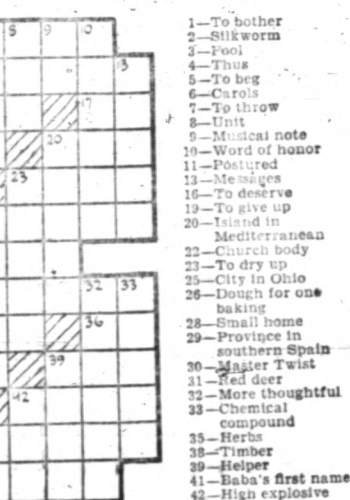 8 9 10
13
17
20
23
32 33
36
39
42
1—To bother
2—Silkworm
3—Fool
4—Thus
5—To beg
6—Carols
7—To throw
8—Unit
9—Musical note
10—Word of honor
11—Postured
13—Messages
16—To deserve
19—To give up
20—Island in
Mediterranean
22—Church body
23—To dry up
25—City in Ohio
26—Dough for one
baking
28—Small home
29—Province in
southern Spain
30—Master Twist
31—Red deer
32—More thoughtful
33—Chemical
compound
35—Herbs
38—Timber
39—Helper
41—Baba's first name
42—High explosive